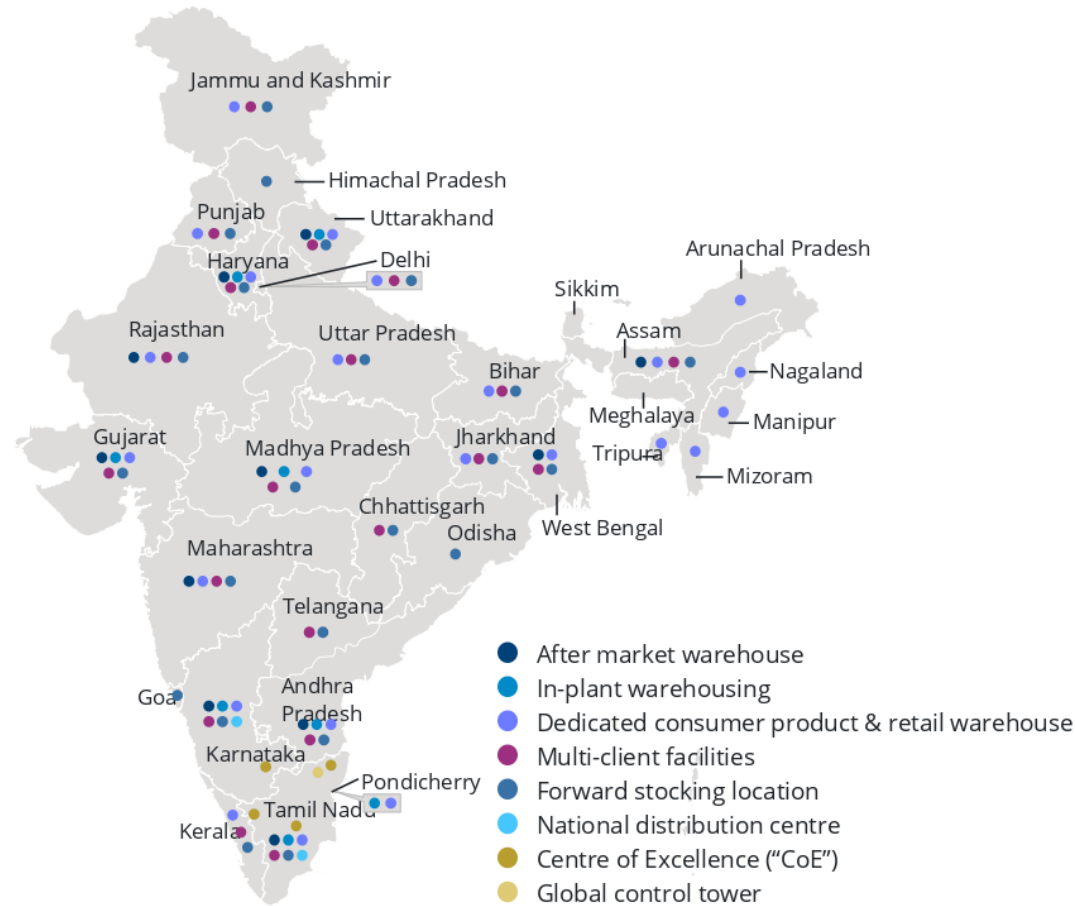 Jammu and Kashmir
Himachal Pradesh
Punjab
Uttarakhand
Haryana
Delhi
Arunachal Pradesh
Sikkim
Rajasthan
Uttar Pradesh
Assam
Bihar
Nagaland
Meghalaya
Manipur
Gujarat
Madhya Pradesh
Jharkhand
Tripura
Mizoram
Chhattisgarh
West Bengal
Odisha
Maharashtra
Telangana
Goa
Andhra
Pradesh
Karnataka
Pondicherry
Tamil Nadu
Kerala
After market warehouse
In-plant warehousing
Dedicated consumer product & retail warehouse
Multi-client facilities
Forward stocking location
National distribution centre
Centre of Excellence (“CoE”)
Global control tower